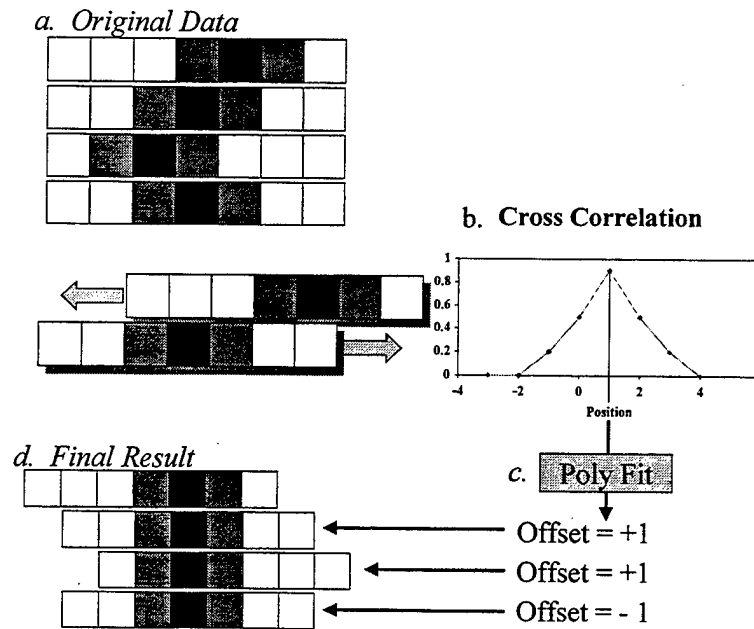 a. Original Data
b. Cross Correlation
1
0.8
0.6
0.4
0.2
0
-4
-2
0
2
4
Position
d. Final Result
c.
Poly Fit
Offset = +1
Offset = +1
Offset = - 1